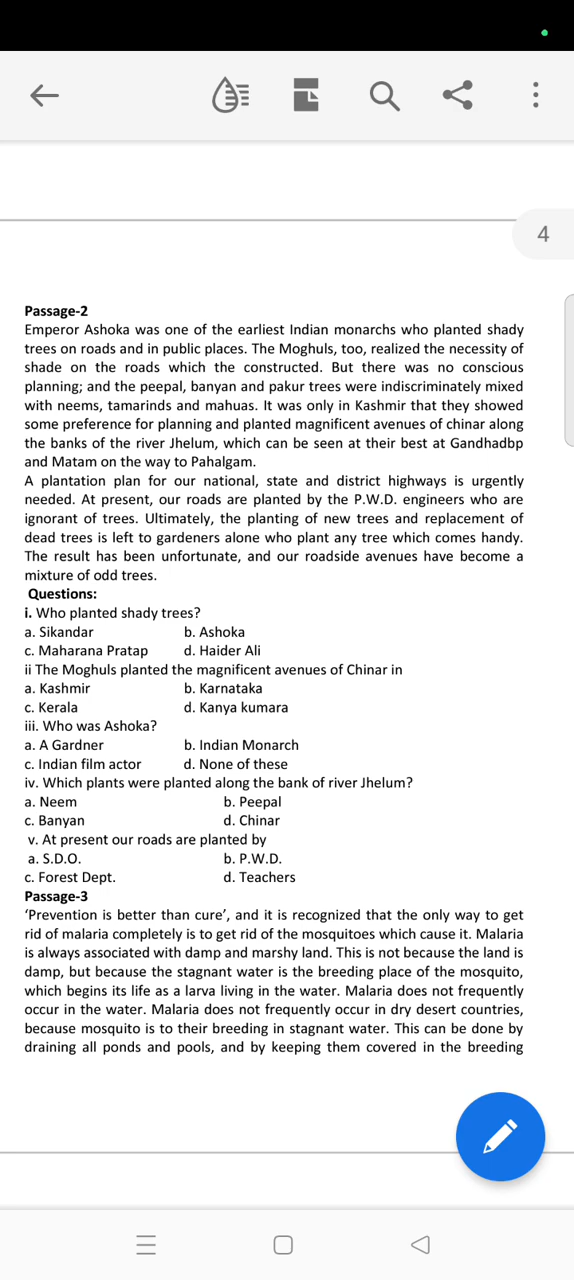 4
Passage-2
Emperor Ashoka was one of the earliest Indian monarchs who planted shady
trees on roads and in public places. The Moghuls, too, realized the necessity of
shade on the roads which the constructed. But there was no conscious
planning; and the peepal, banyan and pakur trees were indiscriminately mixed
with neems, tamarinds and mahuas. It was only in Kashmir that they showed
some preference for planning and planted magnificent avenues of chinar along
the banks of the river Jhelum, which can be seen at their best at Gandhadbp
and Matam on the way to Pahalgam.
A plantation plan for our national, state and district highways is urgently
needed. At present, our roads are planted by the P.W.D. engineers who are
ignorant of trees. Ultimately, the planting of new trees and replacement of
dead trees is left to gardeners alone who plant any tree which comes handy.
The result has been unfortunate, and our roadside avenues have become a
mixture of odd trees.
Questions:
i. Who planted shady trees?
a. Sikandar b. Ashoka
c. Maharana Pratap d. Haider Ali
ii The Moghuls planted the magnificent avenues of Chinar in
a. Kashmir b. Karnataka
c. Kerala d. Kanya kumara
iii. Who was Ashoka?
a. A Gardner b. Indian Monarch
c. Indian film actor d. None of these
iv. Which plants were planted along the bank of river Jhelum?
a. Neem b. Peepal
c. Banyan d. Chinar
v. At present our roads are planted by
a. S.D.O. b. P.W.D.
c. Forest Dept. d. Teachers
Passage-3
‘Prevention is better than cure’, and it is recognized that the only way to get
rid of malaria completely is to get rid of the mosquitoes which cause it. Malaria
is always associated with damp and marshy land. This is not because the land is
damp, but because the stagnant water is the breeding place of the mosquito,
which begins its life as a larva living in the water. Malaria does not frequently
occur in the water. Malaria does not frequently occur in dry desert countries,
because mosquito is to their breeding in stagnant water. This can be done by
draining all ponds and pools, and by keeping them covered in the breeding